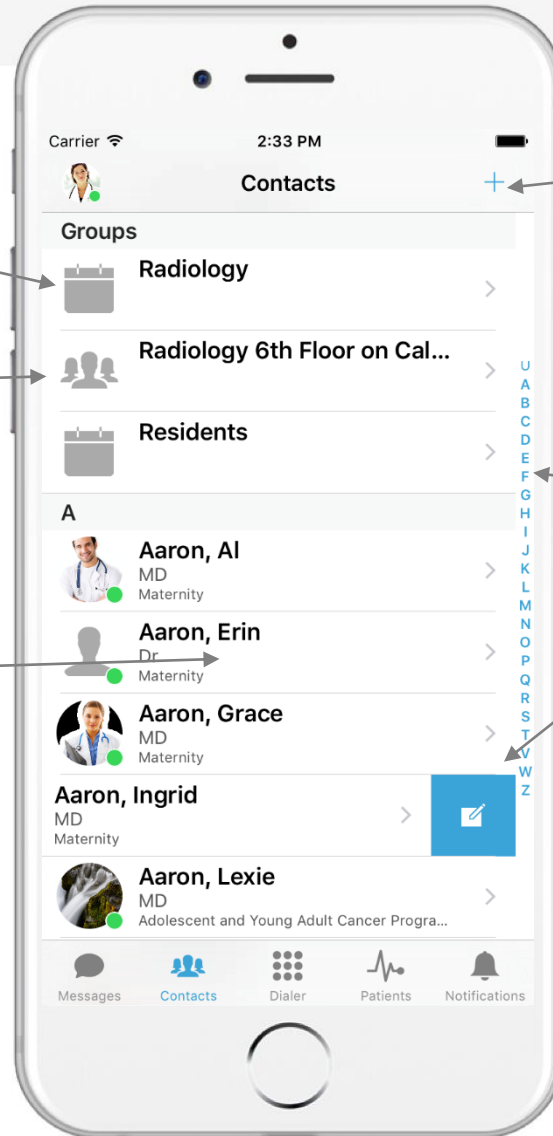 Carrier
2:33 PM
Contacts
+
Groups
Radiology
Radiology 6th Floor on Cal...
Residents
A
Aaron, Al
MD
Maternity
Aaron, Erin
Dr
Maternity
Aaron, Grace
MD
Maternity
Aaron, Ingrid
MD
Maternity
Aaron, Lexie
MD
Adolescent and Young Adult Cancer Progra...
U
A
B
C
D
E
F
G
H
I
J
K
L
M
N
O
P
Q
R
S
T
V
W
Z
Messages
Contacts
Dialer
Patients
Notifications